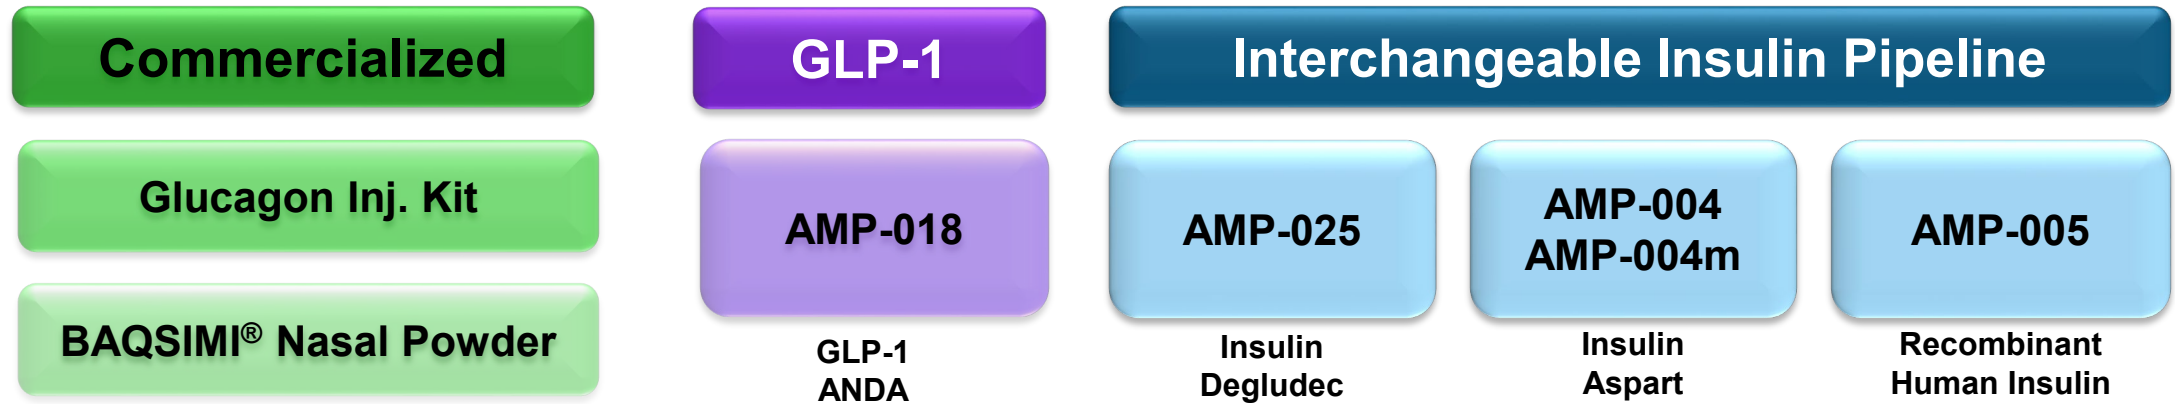 Commercialized
Glucagon Inj. Kit
BAQSIMI® Nasal Powder
GLP-1
AMP-018
GLP-1
ANDA
Interchangeable Insulin Pipeline
AMP-025
Insulin
Degludec
AMP-004
AMP-004m
Insulin
Aspart
AMP-005
Recombinant
Human Insulin